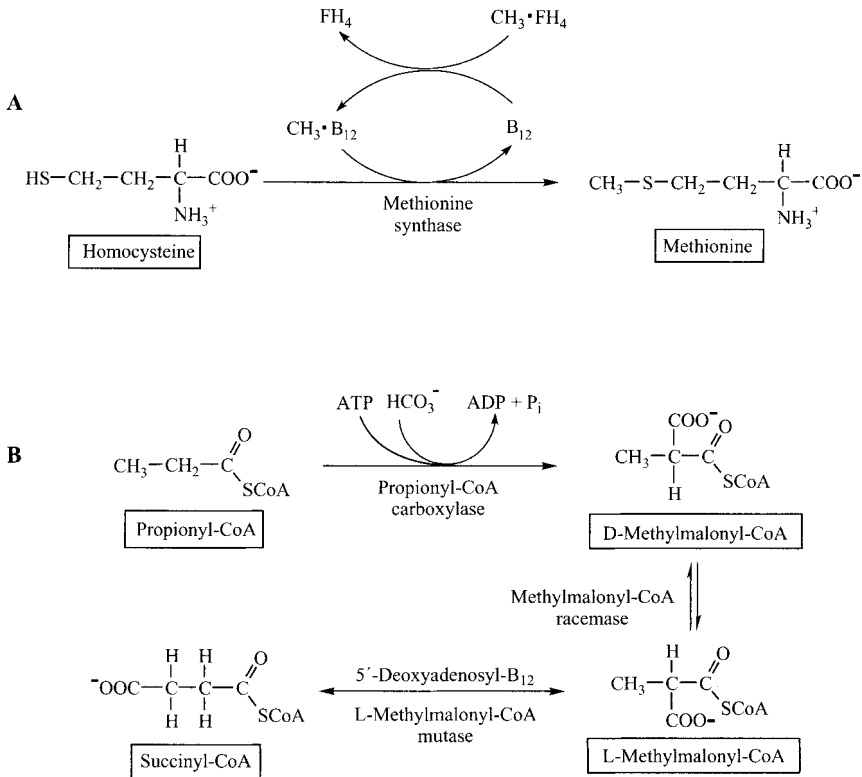 A
FH₄
CH₃•FH₄
CH₃•B₁₂
B₁₂
H
HS—CH₂—CH₂—C—COO⁻
NH₃⁺
Homocysteine
Methionine
synthase
H
CH₃—S—CH₂—CH₂—C—COO⁻
NH₃⁺
Methionine
B
ATP HCO₃⁻ ADP + Pi
O
CH₃—CH₂—C
SCoA
Propionyl-CoA
Propionyl-CoA
carboxylase
COO⁻ O
CH₃—C—C
H SCoA
D-Methylmalonyl-CoA
Methylmalonyl-CoA
racemase
H H O
⁻OOC—C—C—C
H H SCoA
Succinyl-CoA
5′-Deoxyadenosyl-B₁₂
L-Methylmalonyl-CoA
mutase
H O
CH₃—C—C
COO⁻ SCoA
L-Methylmalonyl-CoA